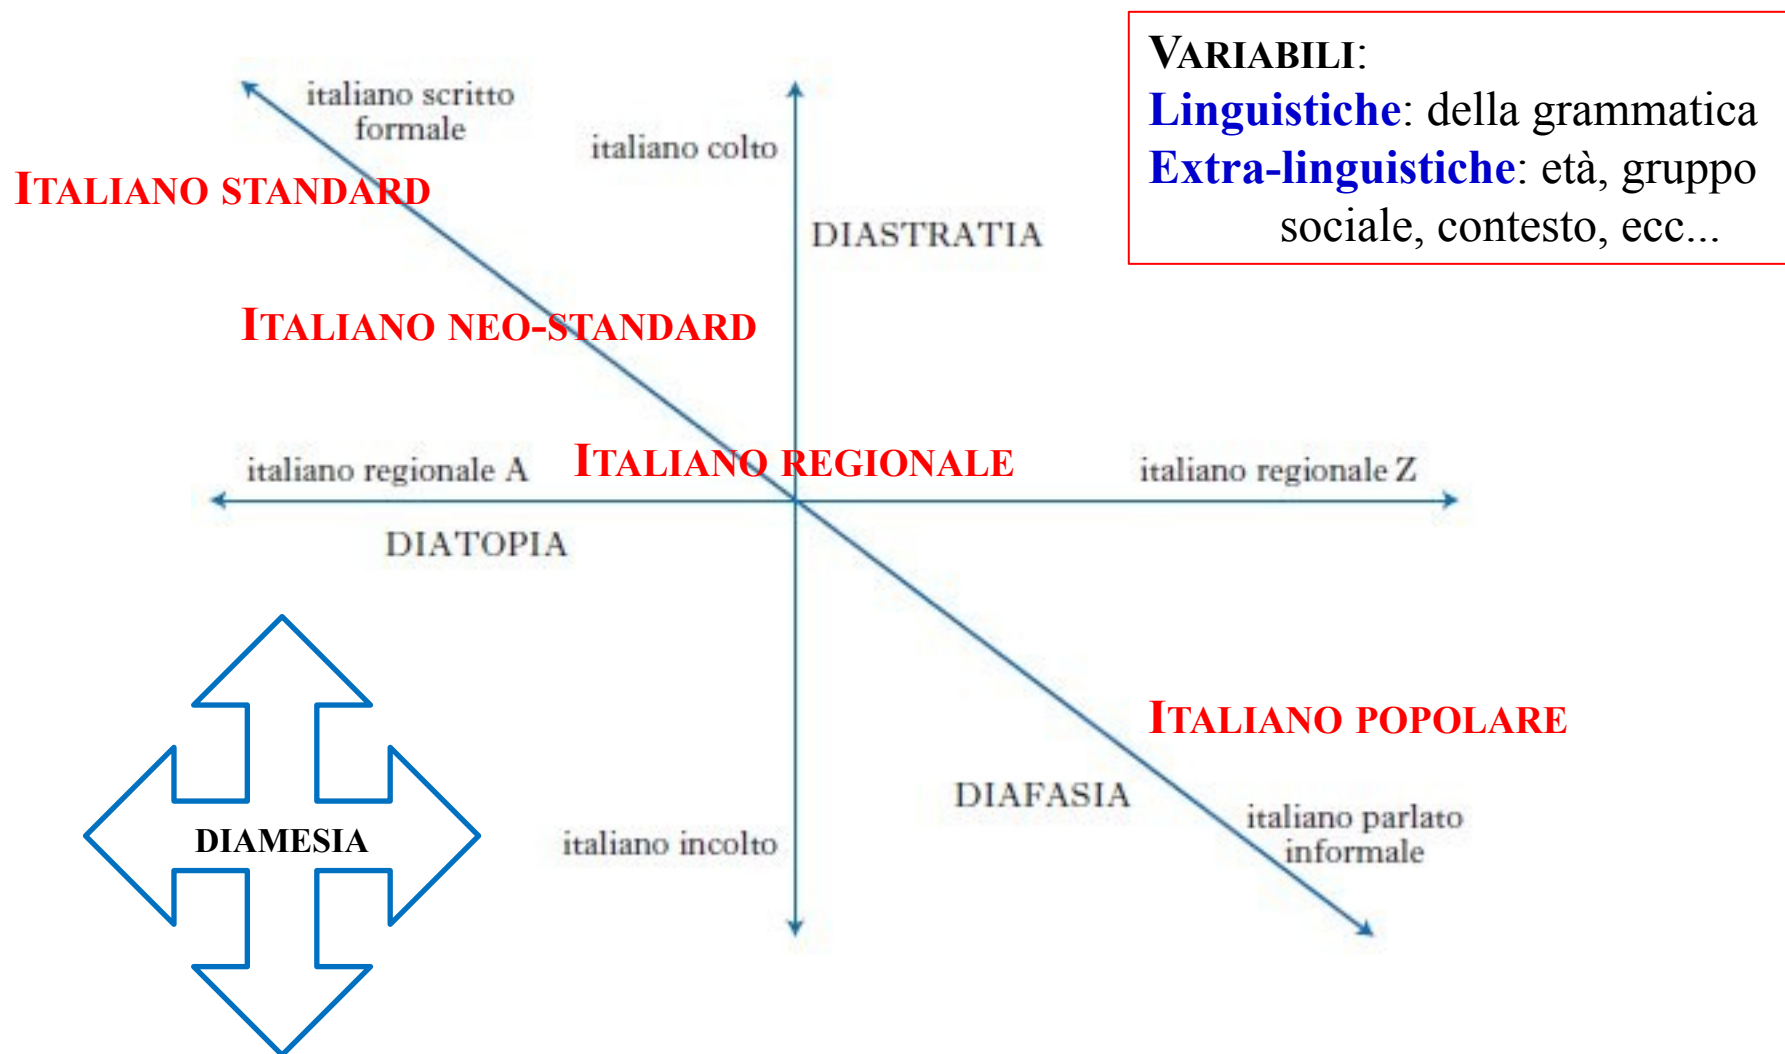 VARIABILI:
Linguistiche: della grammatica
Extra-linguistiche: età, gruppo
sociale, contesto, ecc...
italiano scritto
formale
italiano colto
ITALIANO STANDARD
DIASTRATIA
ITALIANO NEO-STANDARD
italiano regionale A
ITALIANO REGIONALE
italiano regionale Z
DIATOPIA
ITALIANO POPOLARE
DIAFASIA
italiano parlato
informale
DIAMESIA
italiano incolto